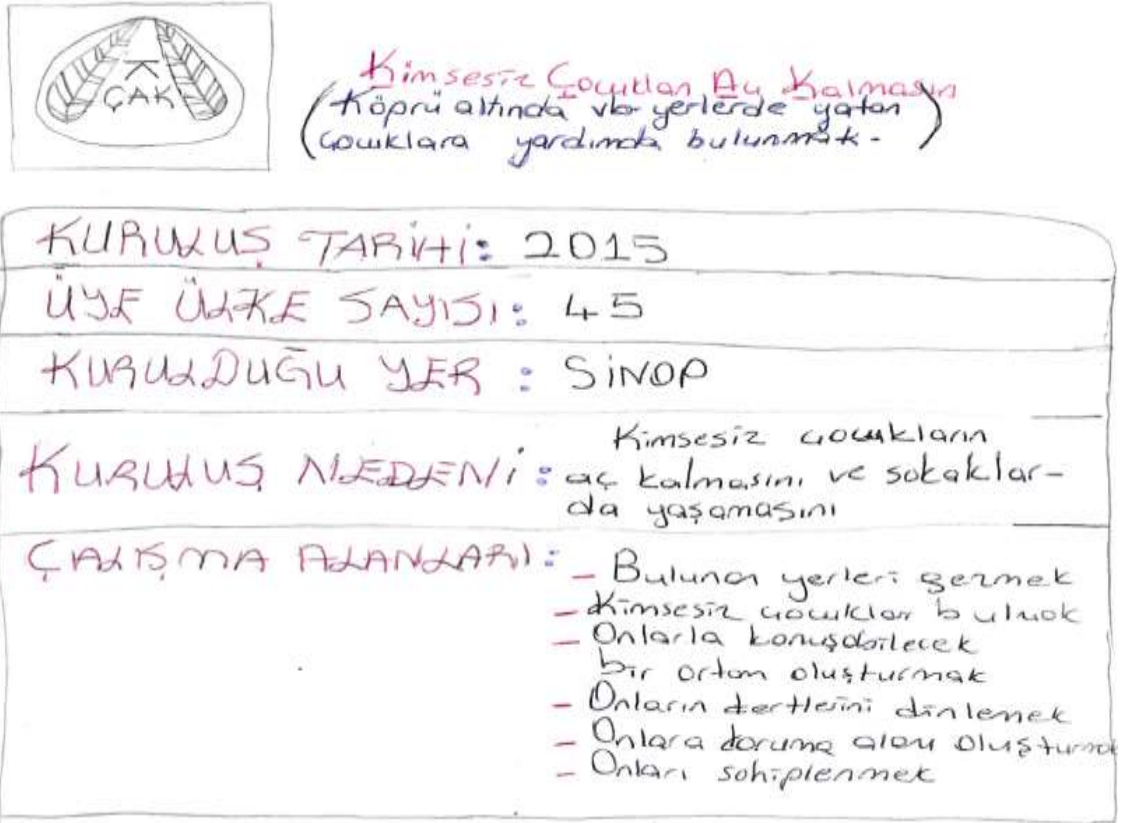 K
ÇAK
Kimsesiz Çocuklar Aç Kalmasın
(Köprü altında vb yerlerde yatan
çocuklara yardımda bulunmak.)
KURULUŞ TARİHİ: 2015
ÜYE ÜLKE SAYISI: 45
KURULDUĞU YER : SİNOP
KURULUŞ NEDENİ: Kimsesiz çocukların
aç kalmasını ve sokaklar-
da yaşamasını
ÇALIŞMA ALANLARI:
- Bulunan yerleri gezmek
- Kimsesiz çocuklar bulmak
- Onlarla konuşabilecek
bir ortam oluşturmak
- Onların dertlerini dinlemek
- Onlara koruma alanı oluşturmak
- Onları sahiplenmek